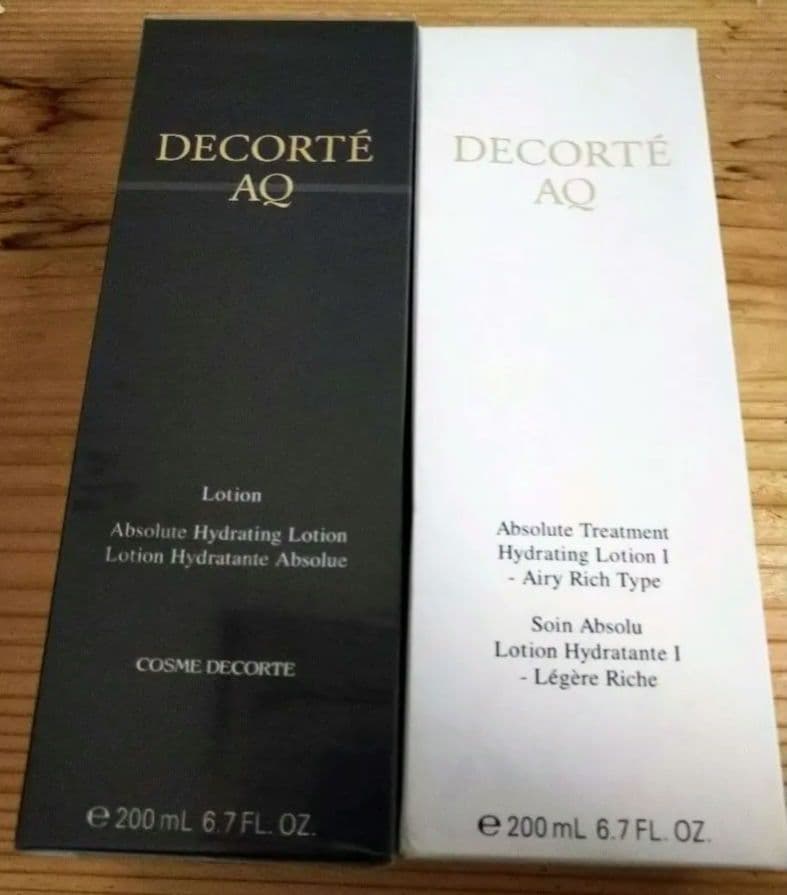 DECORTÉ
AQ
Lotion
Absolute Hydrating Lotion
Lotion Hydratante Absolue
COSME DECORTE
℮ 200 mL 6.7 FL. OZ.
DECORTÉ
AQ
Absolute Treatment
Hydrating Lotion I
- Airy Rich Type
Soin Absolu
Lotion Hydratante I
- Légère Riche
℮ 200 mL 6.7 FL. OZ.